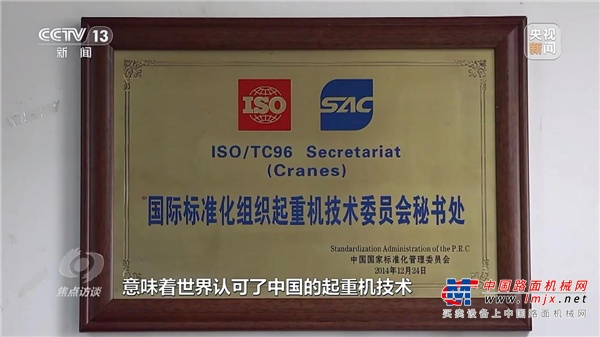 CCTV 13
新闻
央视
新闻
ISO
SAC
ISO/TC96 Secretariat
(Cranes)
国际标准化组织起重机技术委员会秘书处
Standardization Administration of the P.R.C
中国国家标准化管理委员会
2014年12月24日
焦点访谈
意味着世界认可了中国的起重机技术
中国路面机械网
www.lmjx.net
买卖设备上中国路面机械网